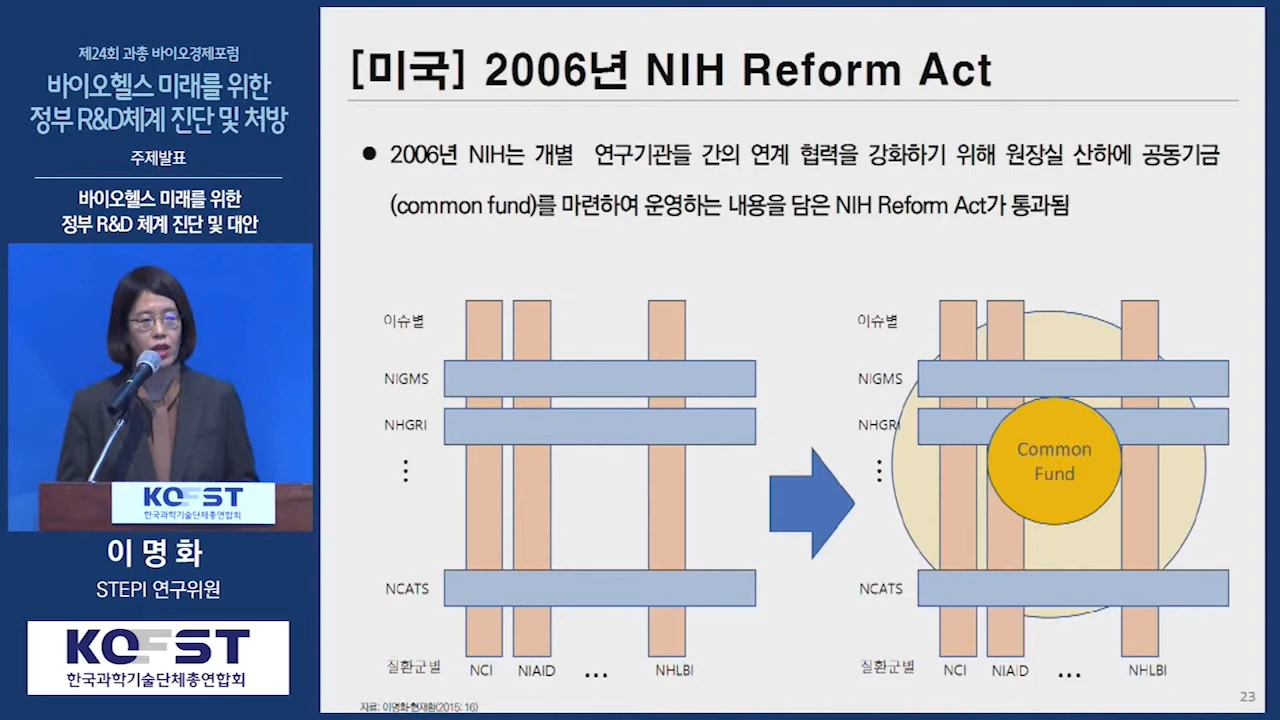 제24회 과총 바이오경제포럼
바이오헬스 미래를 위한
정부 R&D체계 진단 및 처방
주제발표
바이오헬스 미래를 위한
정부 R&D 체계 진단 및 대안
KOFST
한국과학기술단체총연합회
이명화
STEPI 연구위원
KOFST
한국과학기술단체총연합회
[미국] 2006년 NIH Reform Act
● 2006년 NIH는 개별 연구기관들 간의 연계 협력을 강화하기 위해 원장실 산하에 공동기금
(common fund)를 마련하여 운영하는 내용을 담은 NIH Reform Act가 통과됨
이슈별
NIGMS
NHGRI
⋮
NCATS
질환군별 NCI NIAID ... NHLBI
이슈별
NIGMS
NHGRI
⋮
Common
Fund
NCATS
질환군별 NCI NIAID ... NHLBI
자료: 이명화·현재환(2015: 16)
23